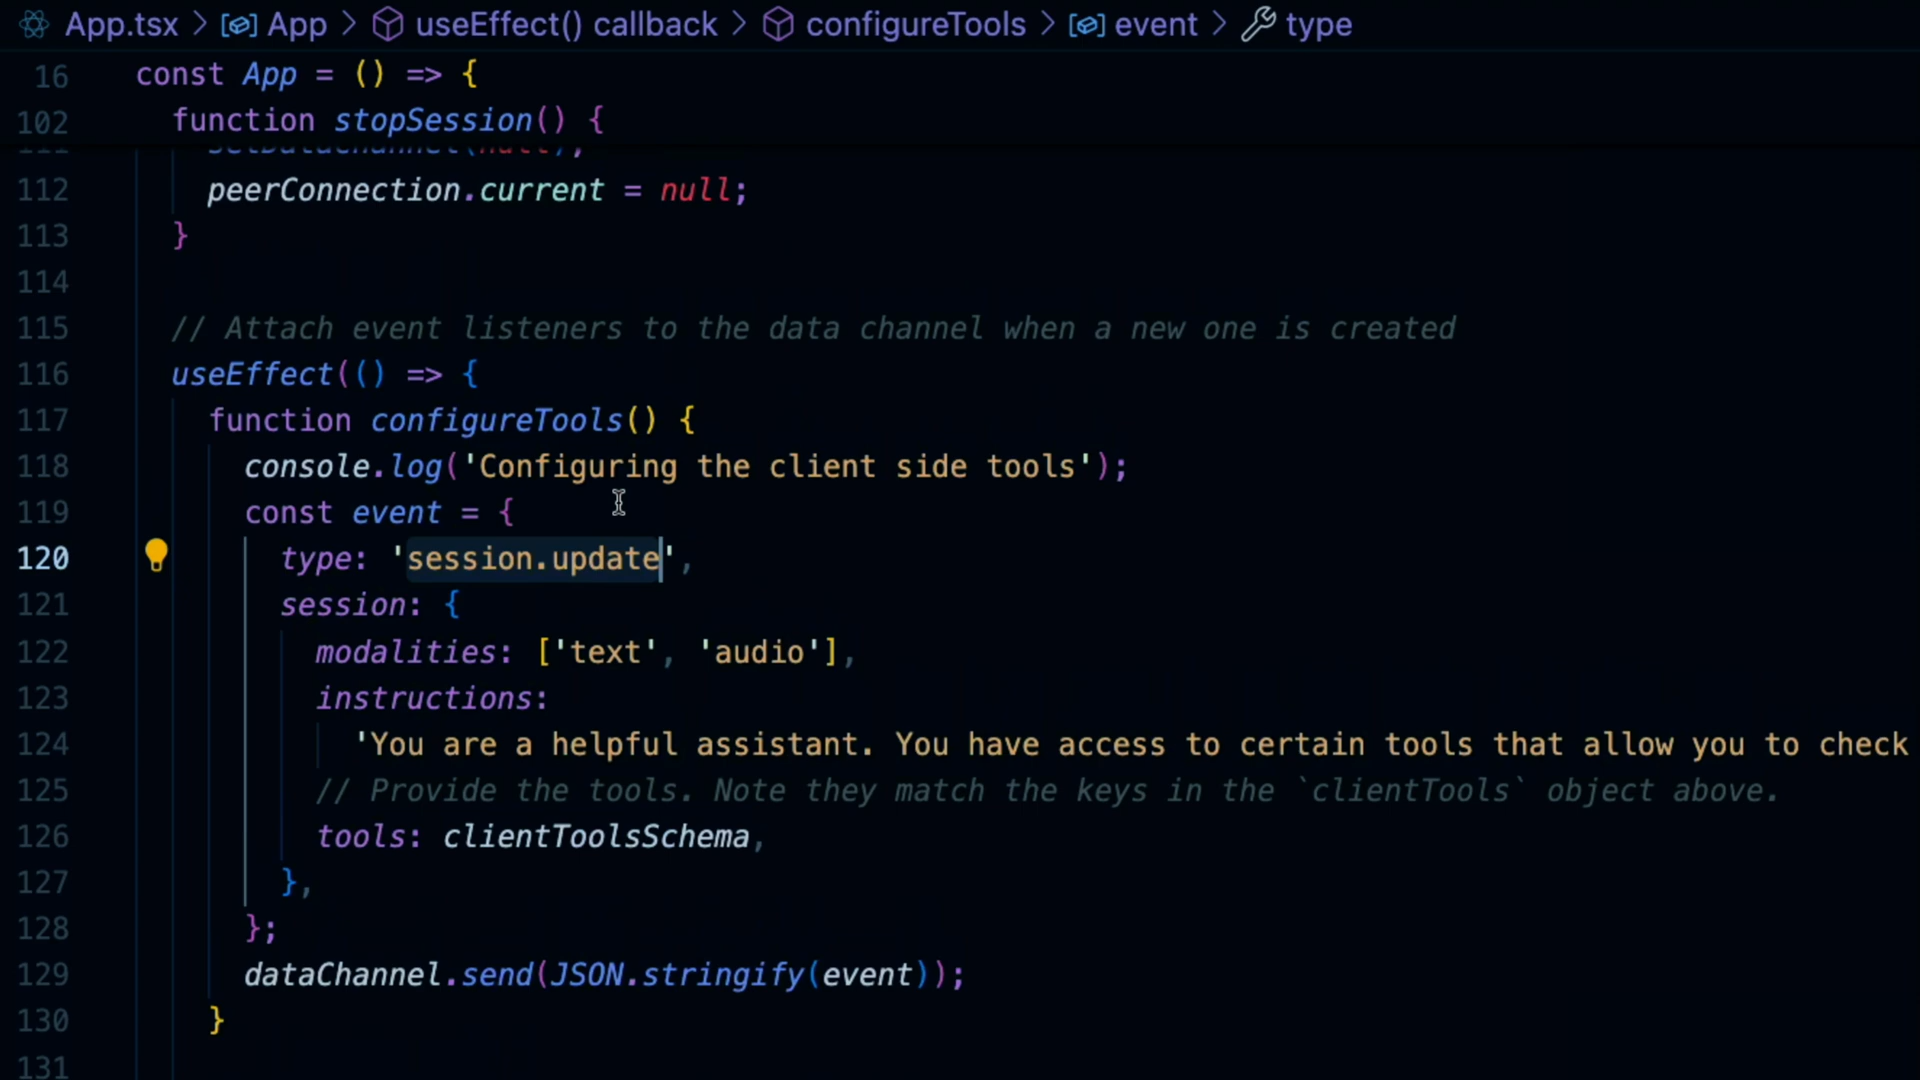 App.tsx > App > useEffect() callback > configureTools > event > type
16 const App = () => {
102 function stopSession() {
111 setDataChannel(null);
112 peerConnection.current = null;
113 }
114
115 // Attach event listeners to the data channel when a new one is created
116 useEffect(() => {
117 function configureTools() {
118 console.log('Configuring the client side tools');
119 const event = {
120 type: 'session.update',
121 session: {
122 modalities: ['text', 'audio'],
123 instructions:
124 'You are a helpful assistant. You have access to certain tools that allow you to check
125 // Provide the tools. Note they match the keys in the `clientTools` object above.
126 tools: clientToolsSchema,
127 },
128 };
129 dataChannel.send(JSON.stringify(event));
130 }
131